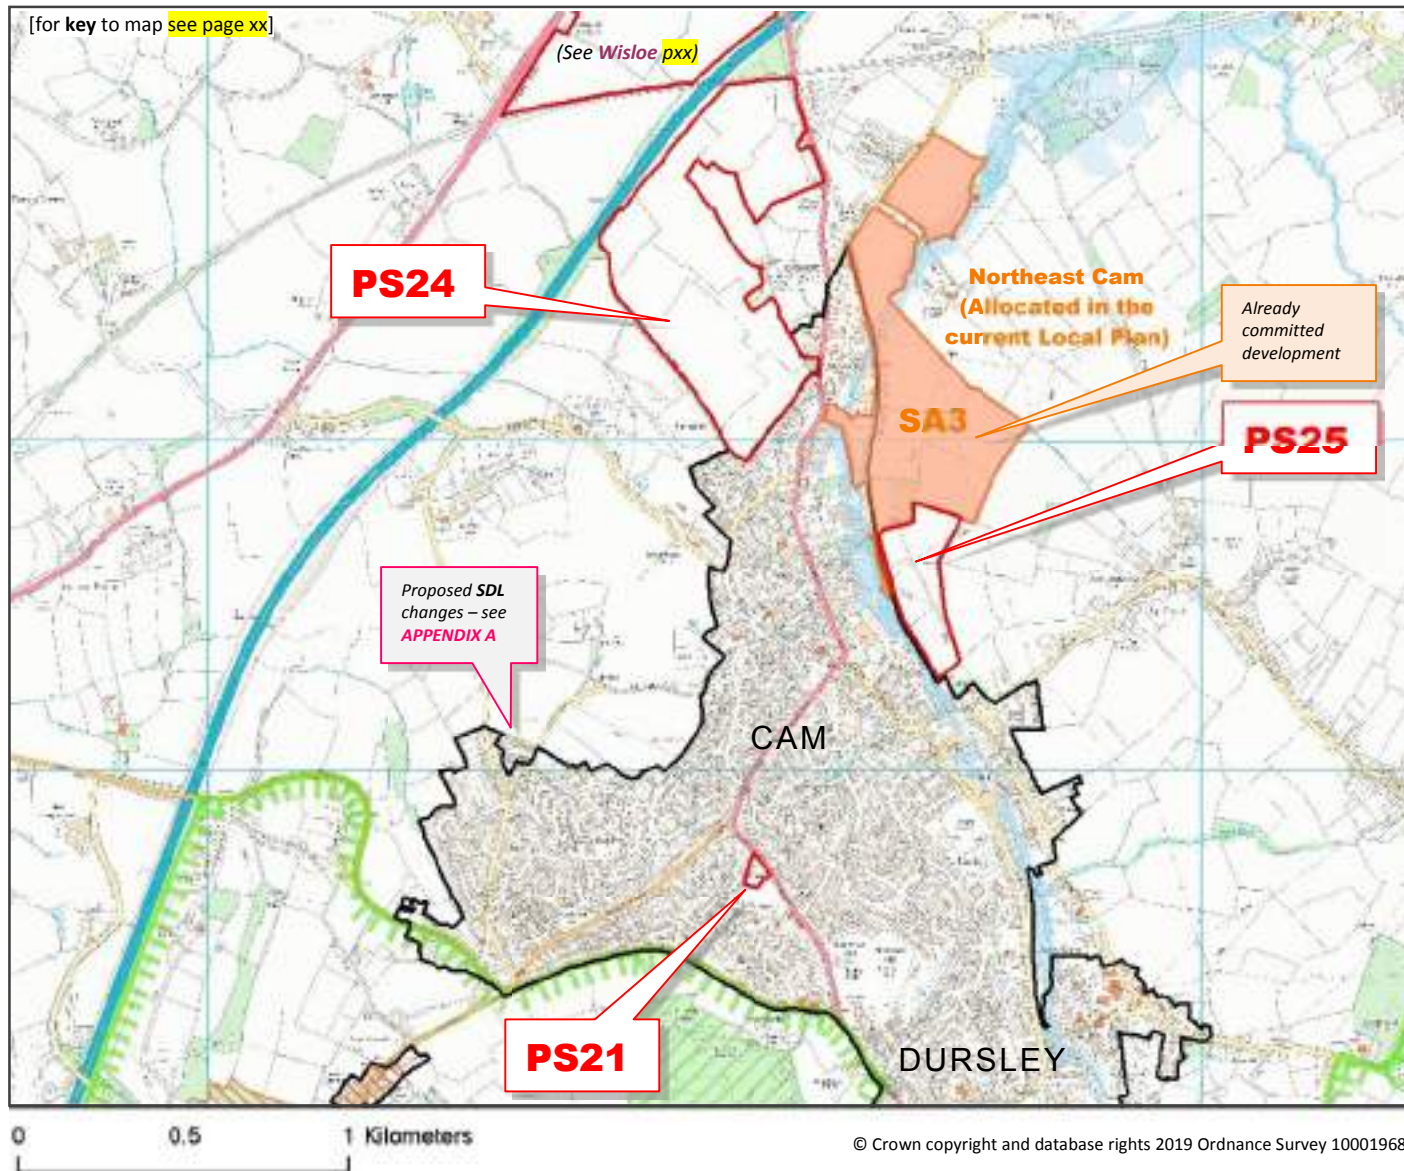 [for key to map see page xx]
(See Wisloe pxx)
PS24
Northeast Cam
(Allocated in the
current Local Plan)
Already
committed
development
SA3
PS25
Proposed SDL
changes – see
APPENDIX A
CAM
PS21
DURSLEY
0 0.5 1 Kilometers
© Crown copyright and database rights 2019 Ordnance Survey 10001968